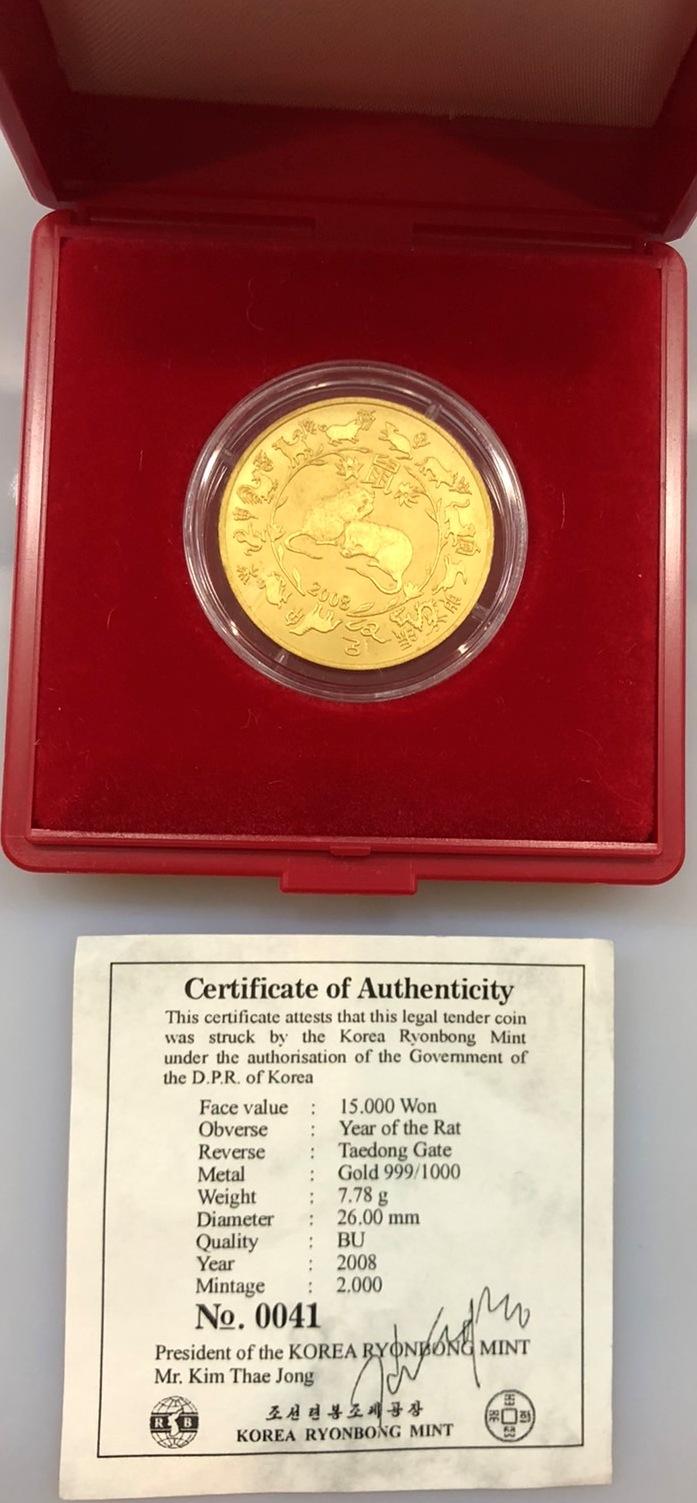 2008
Certificate of Authenticity
This certificate attests that this legal tender coin
was struck by the Korea Ryonbong Mint
under the authorisation of the Government of
the D.P.R. of Korea
Face value : 15.000 Won
Obverse : Year of the Rat
Reverse : Taedong Gate
Metal : Gold 999/1000
Weight : 7.78 g
Diameter : 26.00 mm
Quality : BU
Year : 2008
Mintage : 2.000
No. 0041
President of the KOREA RYONBONG MINT
Mr. Kim Thae Jong
R B
조선련봉조폐공장
KOREA RYONBONG MINT